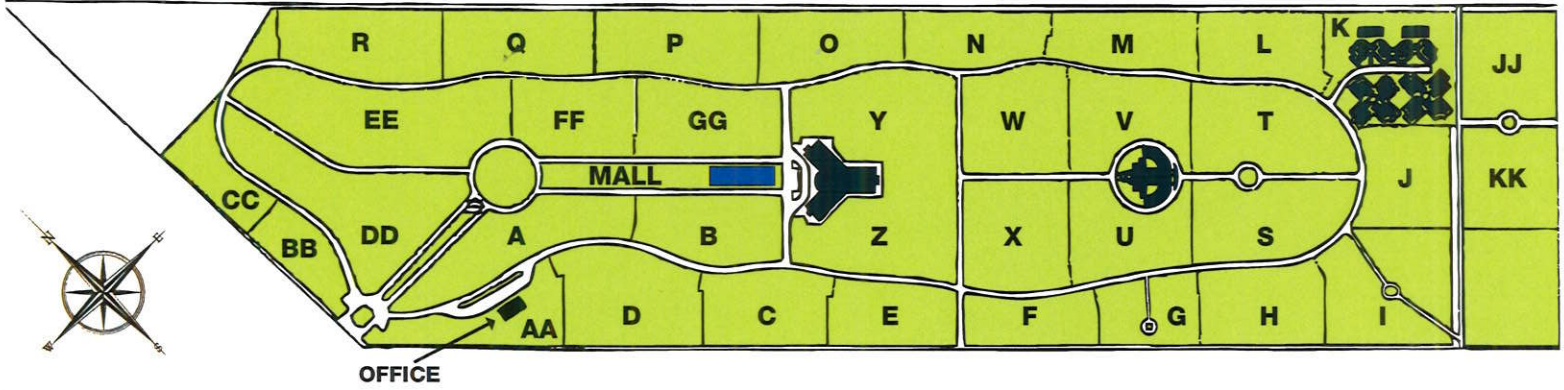 R Q P O N M L K JJ
EE FF GG Y W V T
MALL J KK
CC
BB DD A B Z X U S
AA D C E F G H I
OFFICE
N E
W S